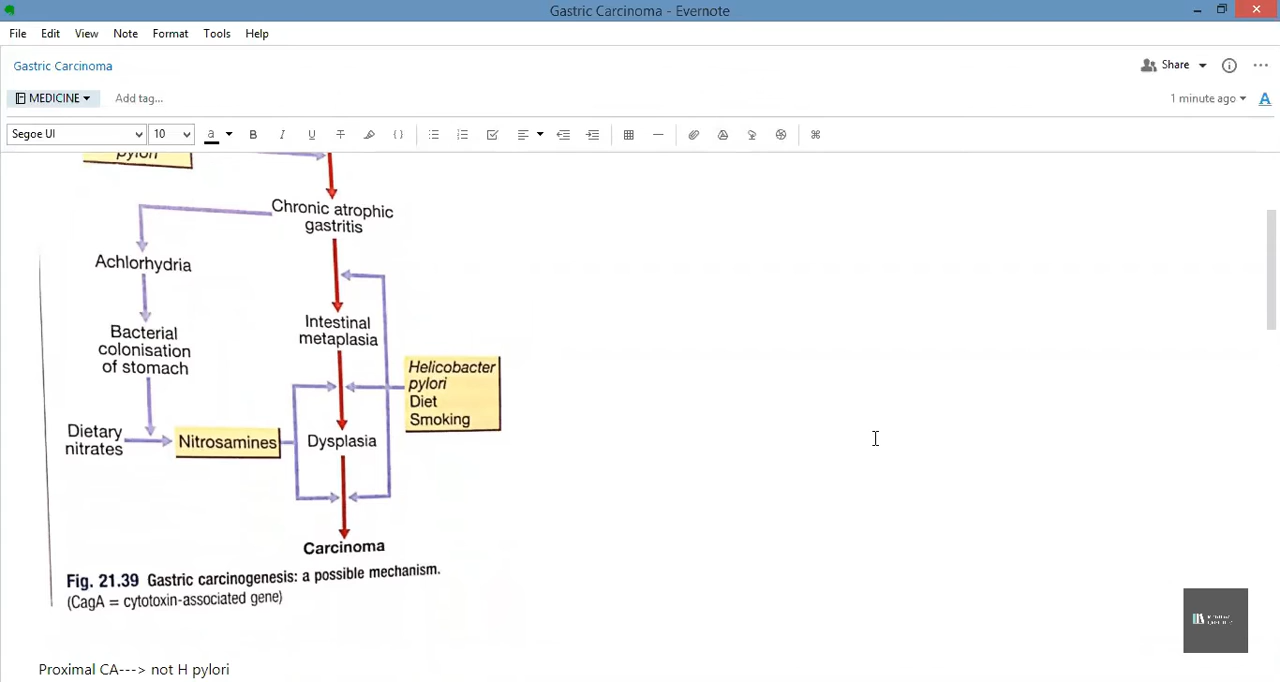 Gastric Carcinoma - Evernote
File Edit View Note Format Tools Help
Gastric Carcinoma
Share
MEDICINE
Add tag...
1 minute ago
Segoe UI
10
pylori
Chronic atrophic
gastritis
Achlorhydria
Intestinal
metaplasia
Bacterial
colonisation
of stomach
Helicobacter
pylori
Diet
Smoking
Dietary
nitrates
Nitrosamines
Dysplasia
Carcinoma
Fig. 21.39 Gastric carcinogenesis: a possible mechanism.
(CagA = cytotoxin-associated gene)
Proximal CA---> not H pylori